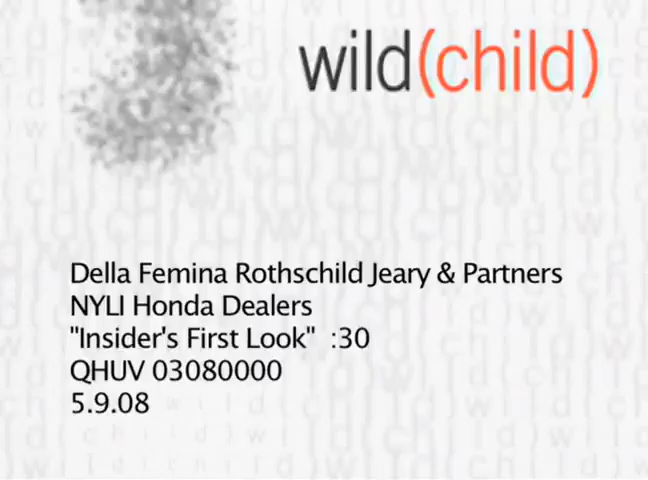 wild(child)
Della Femina Rothschild Jeary & Partners
NYLI Honda Dealers
"Insider's First Look" :30
QHUV 03080000
5.9.08